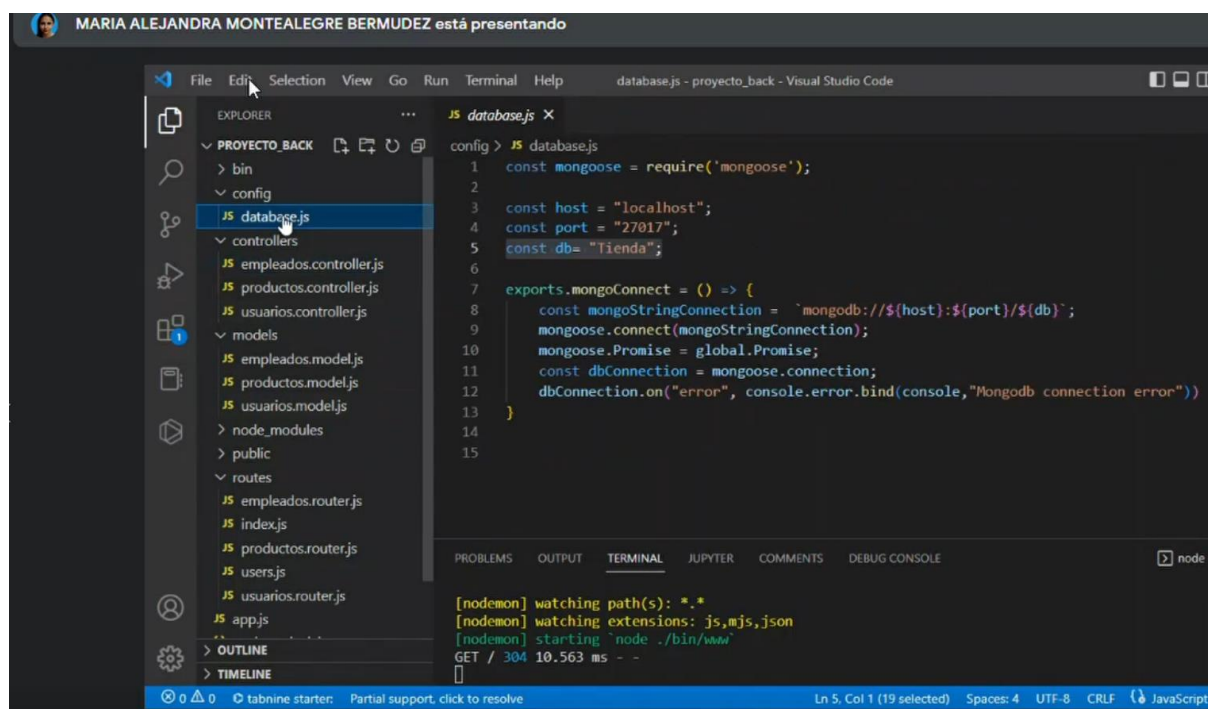 MARIA ALEJANDRA MONTEALEGRE BERMUDEZ está presentando
File Edit Selection View Go Run Terminal Help database.js - proyecto_back - Visual Studio Code
EXPLORER
PROYECTO_BACK
bin
config
JS database.js
controllers
JS empleados.controller.js
JS productos.controller.js
JS usuarios.controller.js
models
JS empleados.model.js
JS productos.model.js
JS usuarios.model.js
node_modules
public
routes
JS empleados.router.js
JS index.js
JS productos.router.js
JS users.js
JS usuarios.router.js
JS app.js
OUTLINE
TIMELINE
1
JS database.js
config > JS database.js
1 const mongoose = require('mongoose');
2
3 const host = "localhost";
4 const port = "27017";
5 const db= "Tienda";
6
7 exports.mongoConnect = () => {
8 const mongoStringConnection = `mongodb://${host}:${port}/${db}`;
9 mongoose.connect(mongoStringConnection);
10 mongoose.Promise = global.Promise;
11 const dbConnection = mongoose.connection;
12 dbConnection.on("error", console.error.bind(console,"Mongodb connection error"))
13 }
14
15
PROBLEMS OUTPUT TERMINAL JUPYTER COMMENTS DEBUG CONSOLE node
[nodemon] watching path(s): *.*
[nodemon] watching extensions: js,mjs,json
[nodemon] starting `node ./bin/www`
GET / 304 10.563 ms - -
0 0 tabnine starter: Partial support, click to resolve Ln 5, Col 1 (19 selected) Spaces: 4 UTF-8 CRLF JavaScript